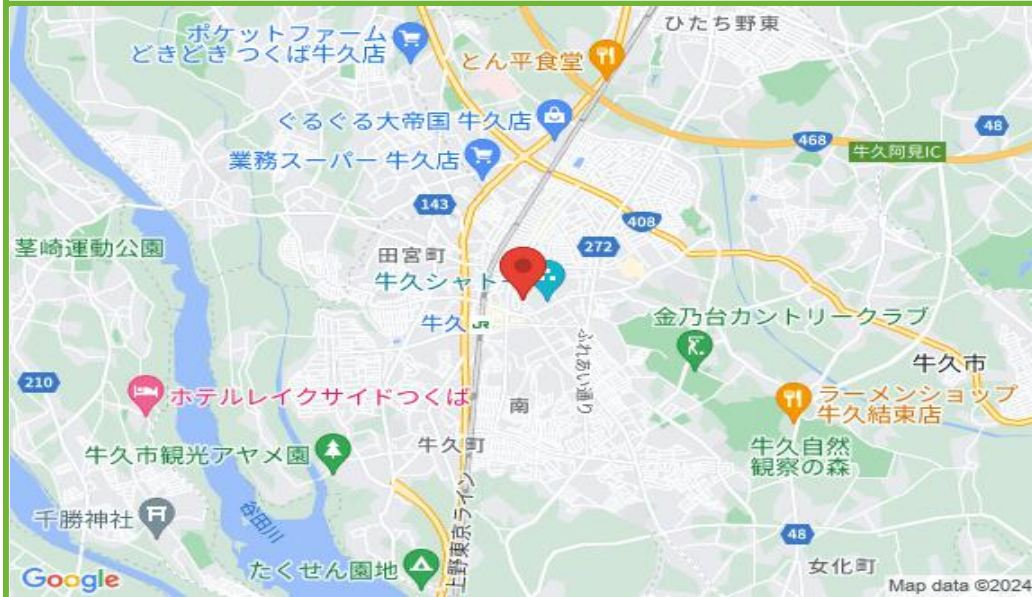 ひたち野東
ポケットファーム
どきどき つくば牛久店
とん平食堂
ぐるぐる大帝国 牛久店
業務スーパー 牛久店
468
48
牛久阿見IC
143
408
272
茎崎運動公園
田宮町
牛久シャトー
牛久
JR
金乃台カントリークラブ
ふれあい通り
牛久市
210
ホテルレイクサイドつくば
南
ラーメンショップ
牛久結束店
牛久町
牛久市観光アヤメ園
牛久自然
観察の森
千勝神社
谷田川
上野東京ライン
48
たくせん園地
女化町
Google
Map data ©2024